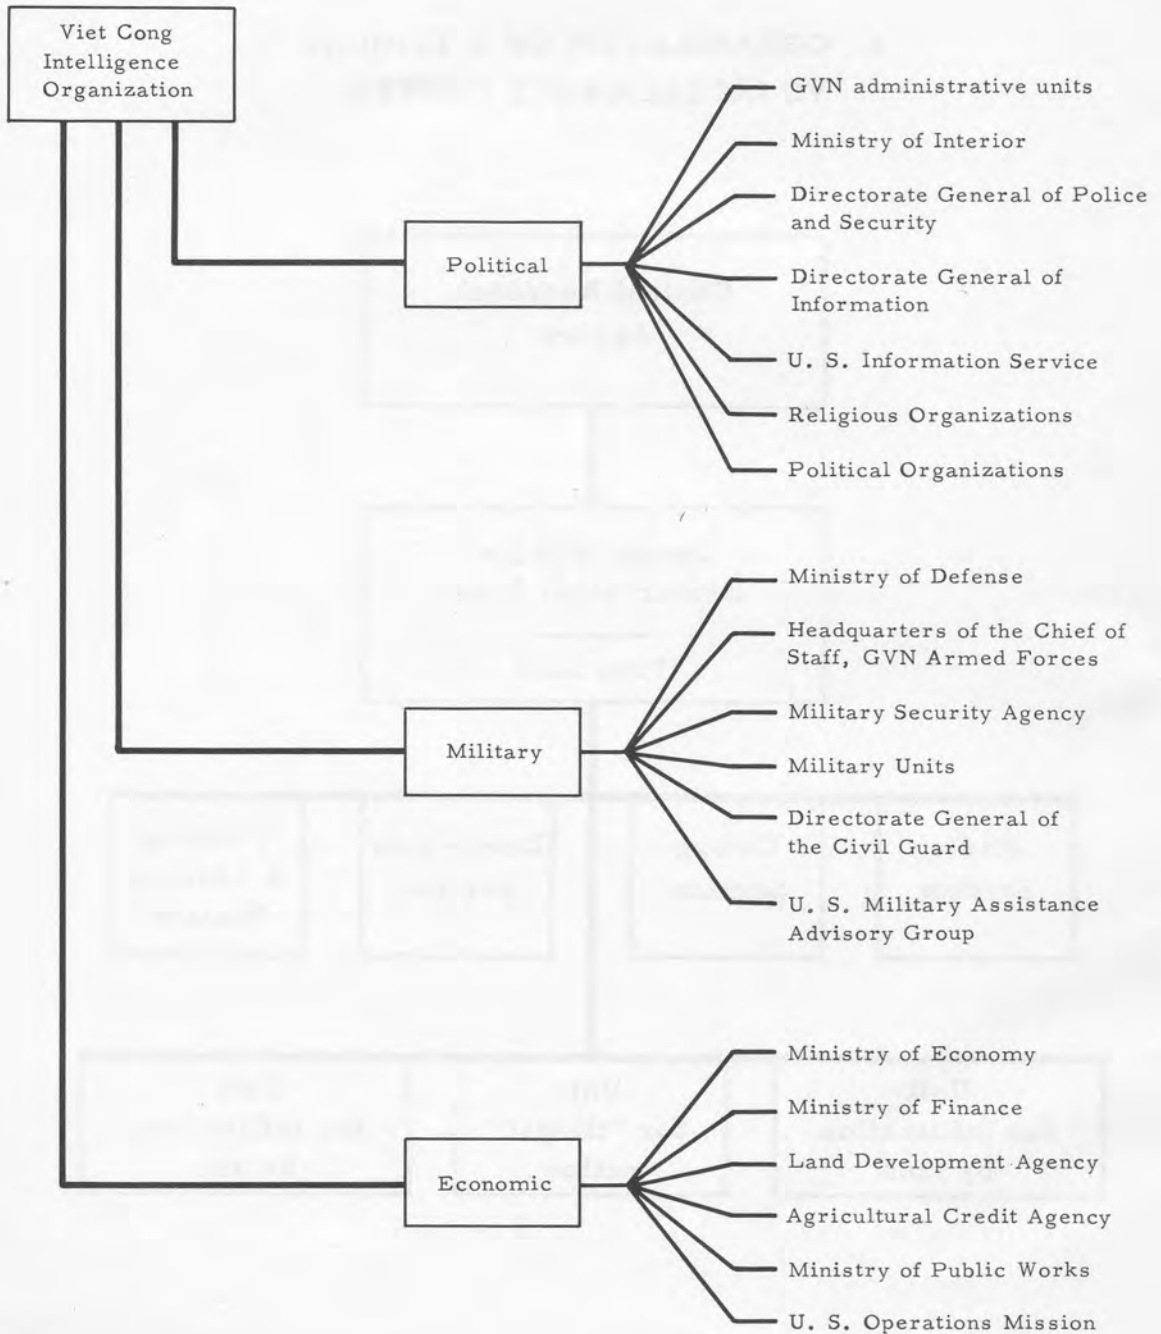 Viet Cong
Intelligence
Organization
Political
GVN administrative units
Ministry of Interior
Directorate General of Police
and Security
Directorate General of
Information
U. S. Information Service
Religious Organizations
Political Organizations
Military
Ministry of Defense
Headquarters of the Chief of
Staff, GVN Armed Forces
Military Security Agency
Military Units
Directorate General of
the Civil Guard
U. S. Military Assistance
Advisory Group
Economic
Ministry of Economy
Ministry of Finance
Land Development Agency
Agricultural Credit Agency
Ministry of Public Works
U. S. Operations Mission